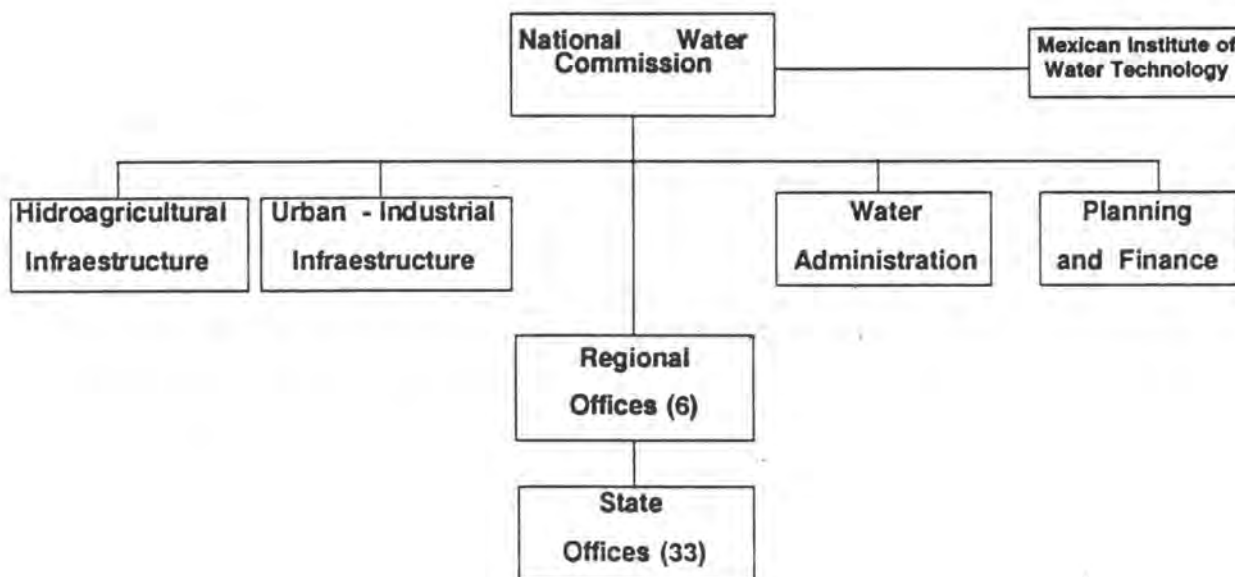 National Water
Commission
Mexican Institute of
Water Technology
Hidroagricultural
Infraestructure
Urban - Industrial
Infraestructure
Water
Administration
Planning
and Finance
Regional
Offices (6)
State
Offices (33)